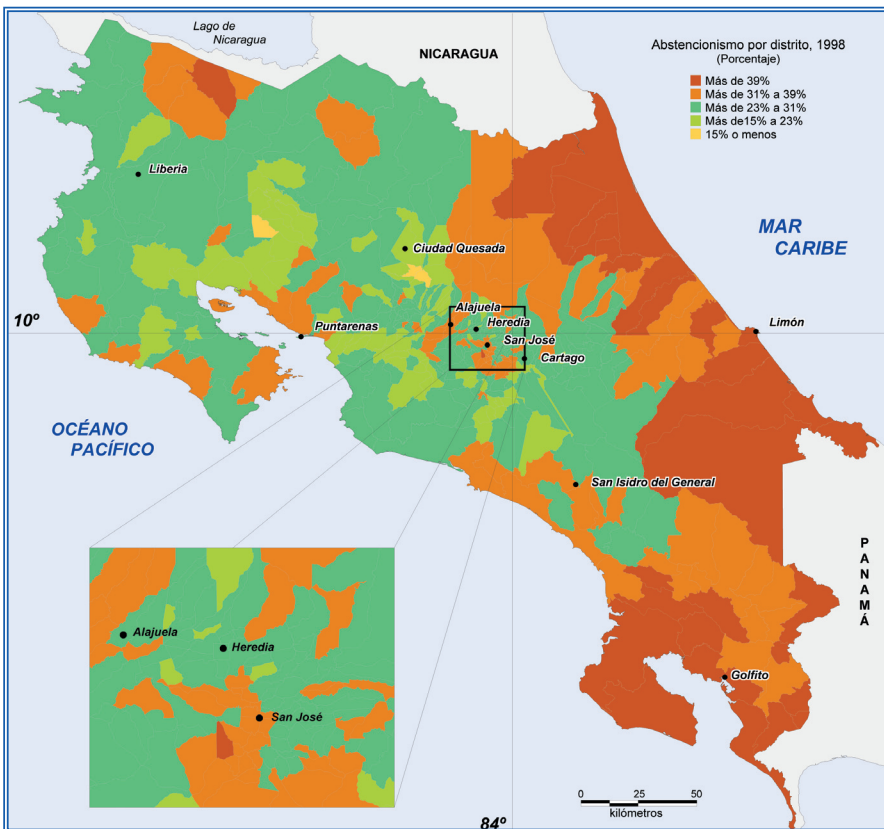 Lago de
Nicaragua
NICARAGUA
Abstencionismo por distrito, 1998
(Porcentaje)
Más de 39%
Más de 31% a 39%
Más de 23% a 31%
Más de15% a 23%
15% o menos
Liberia
MAR
CARIBE
Ciudad Quesada
10º
Alajuela
Puntarenas
Heredia
Limón
San José
Cartago
OCÉANO
PACÍFICO
San Isidro del General
PANAMÁ
Alajuela
Heredia
Golfito
San José
0 25 50
kilómetros
84º